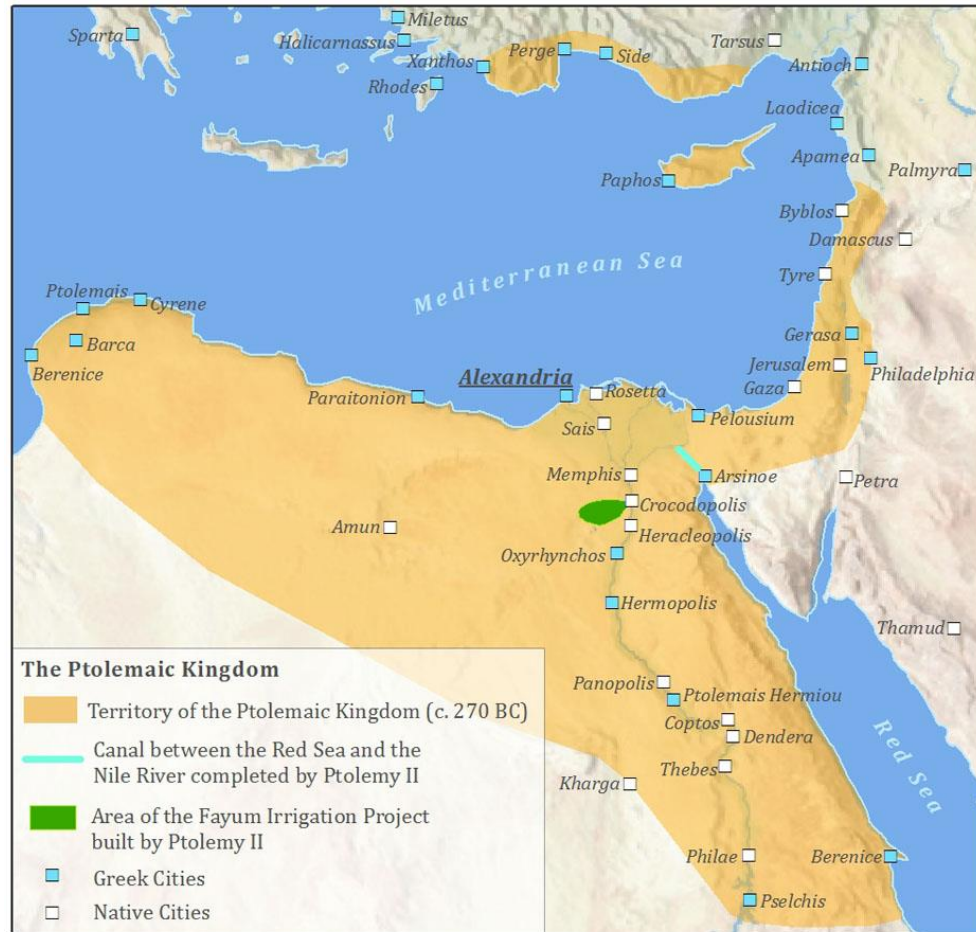 Miletus
Sparta
Halicarnassus
Tarsus
Perge
Side
Xanthos
Antioch
Rhodes
Laodicea
Apamea
Palmyra
Paphos
Byblos
Damascus
Mediterranean Sea
Tyre
Ptolemais
Cyrene
Gerasa
Barca
Jerusalem
Philadelphia
Berenice
Alexandria
Gaza
Paraitonion
Rosetta
Pelousium
Sais
Memphis
Arsinoe
Petra
Crocodopolis
Amun
Heracleopolis
Oxyrhynchos
Hermopolis
Thamud
Panopolis
Ptolemais Hermiou
Coptos
Dendera
Red Sea
Thebes
Kharga
Philae
Berenice
Pselchis
The Ptolemaic Kingdom
Territory of the Ptolemaic Kingdom (c. 270 BC)
Canal between the Red Sea and the
Nile River completed by Ptolemy II
Area of the Fayum Irrigation Project
built by Ptolemy II
Greek Cities
Native Cities